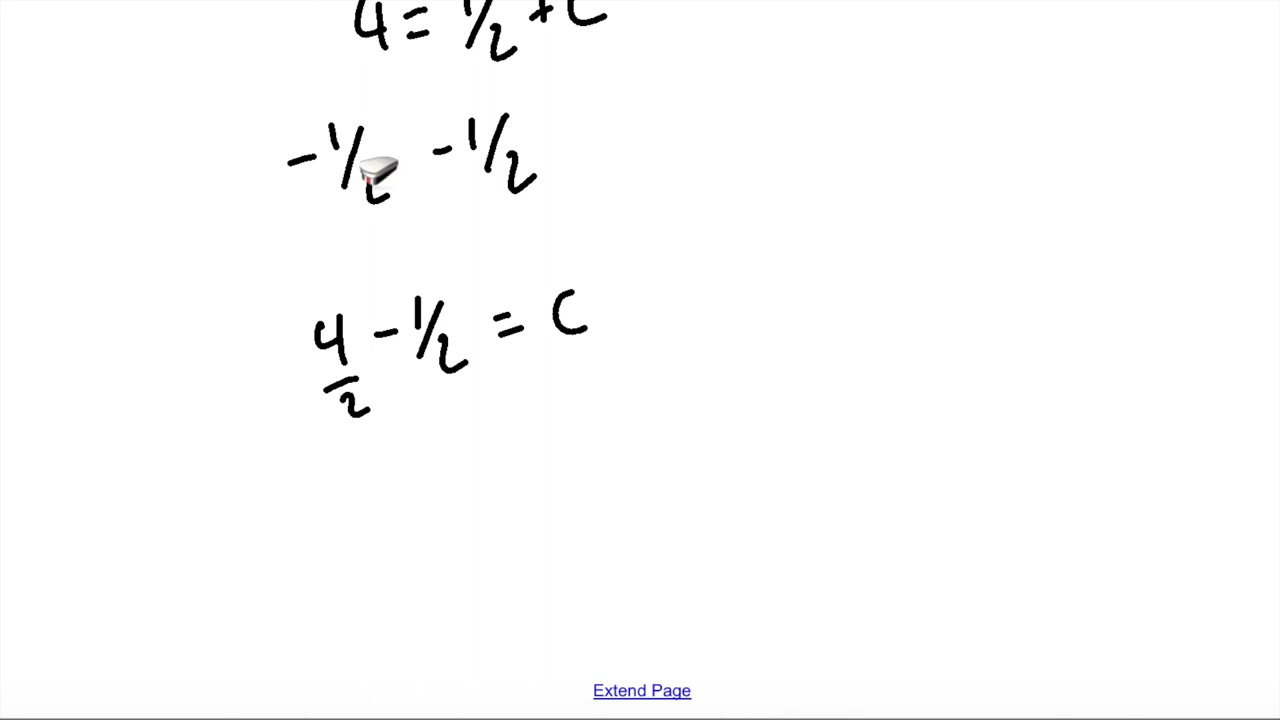 4 = 1/2 + C
- 1/2 - 1/2
4/2 - 1/2 = C
Extend Page